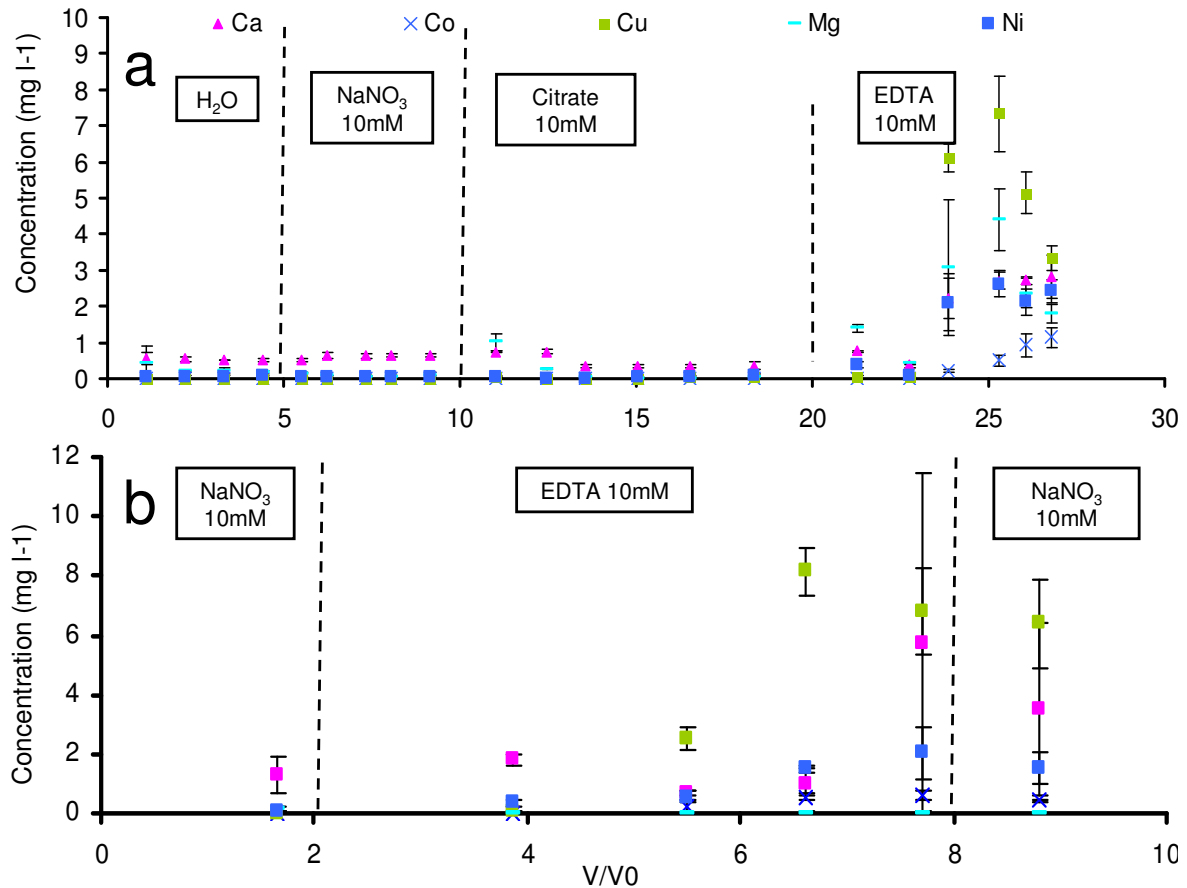 Ca Co Cu Mg Ni
a
H₂O
NaNO₃
10mM
Citrate
10mM
EDTA
10mM
Concentration (mg l-1)
10
9
8
7
6
5
4
3
2
1
0
0 5 10 15 20 25 30
b
NaNO₃
10mM
EDTA 10mM
NaNO₃
10mM
Concentration (mg l-1)
12
10
8
6
4
2
0
0 2 4 6 8 10
V/V0